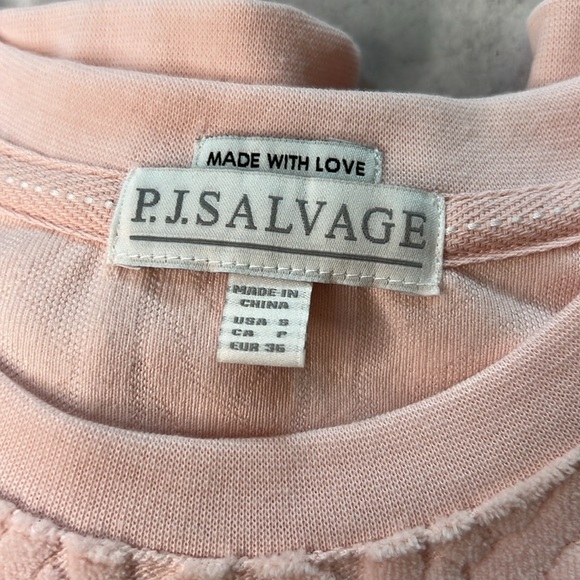 MADE WITH LOVE
P.J.SALVAGE
MADE IN
CHINA
USA S
CA P
EUR 36